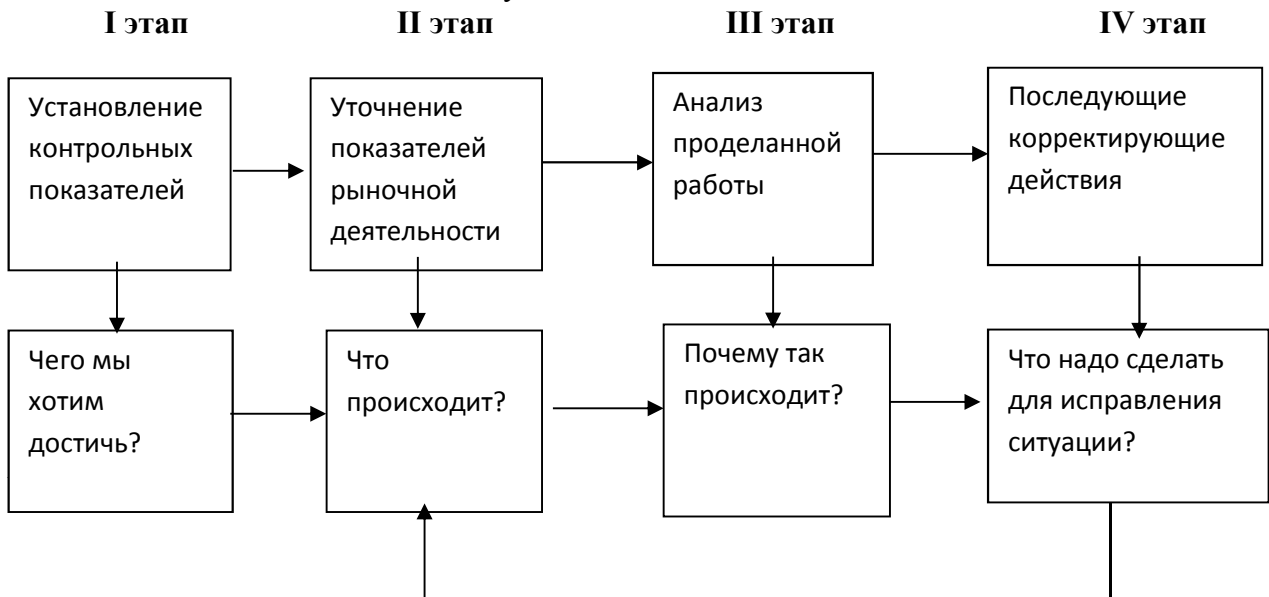 I этап
II этап
III этап
IV этап
Установление
контрольных
показателей
Уточнение
показателей
рыночной
деятельности
Анализ
проделанной
работы
Последующие
корректирующие
действия
Чего мы
хотим
достичь?
Что
происходит?
Почему так
происходит?
Что надо сделать
для исправления
ситуации?